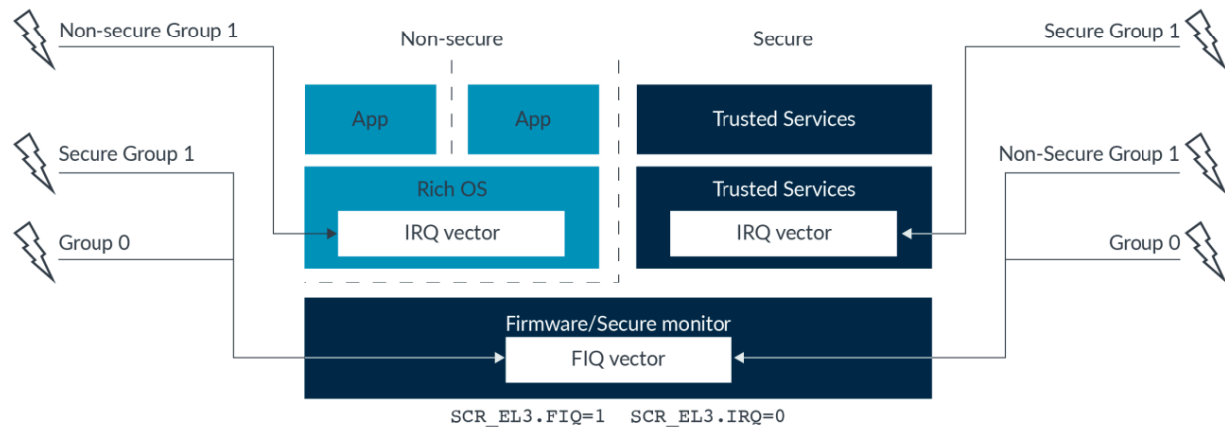 Non-secure Group 1
Non-secure
Secure
Secure Group 1
App
App
Trusted Services
Secure Group 1
Non-Secure Group 1
Rich OS
Trusted Services
IRQ vector
IRQ vector
Group 0
Group 0
Firmware/Secure monitor
FIQ vector
SCR_EL3.FIQ=1 SCR_EL3.IRQ=0